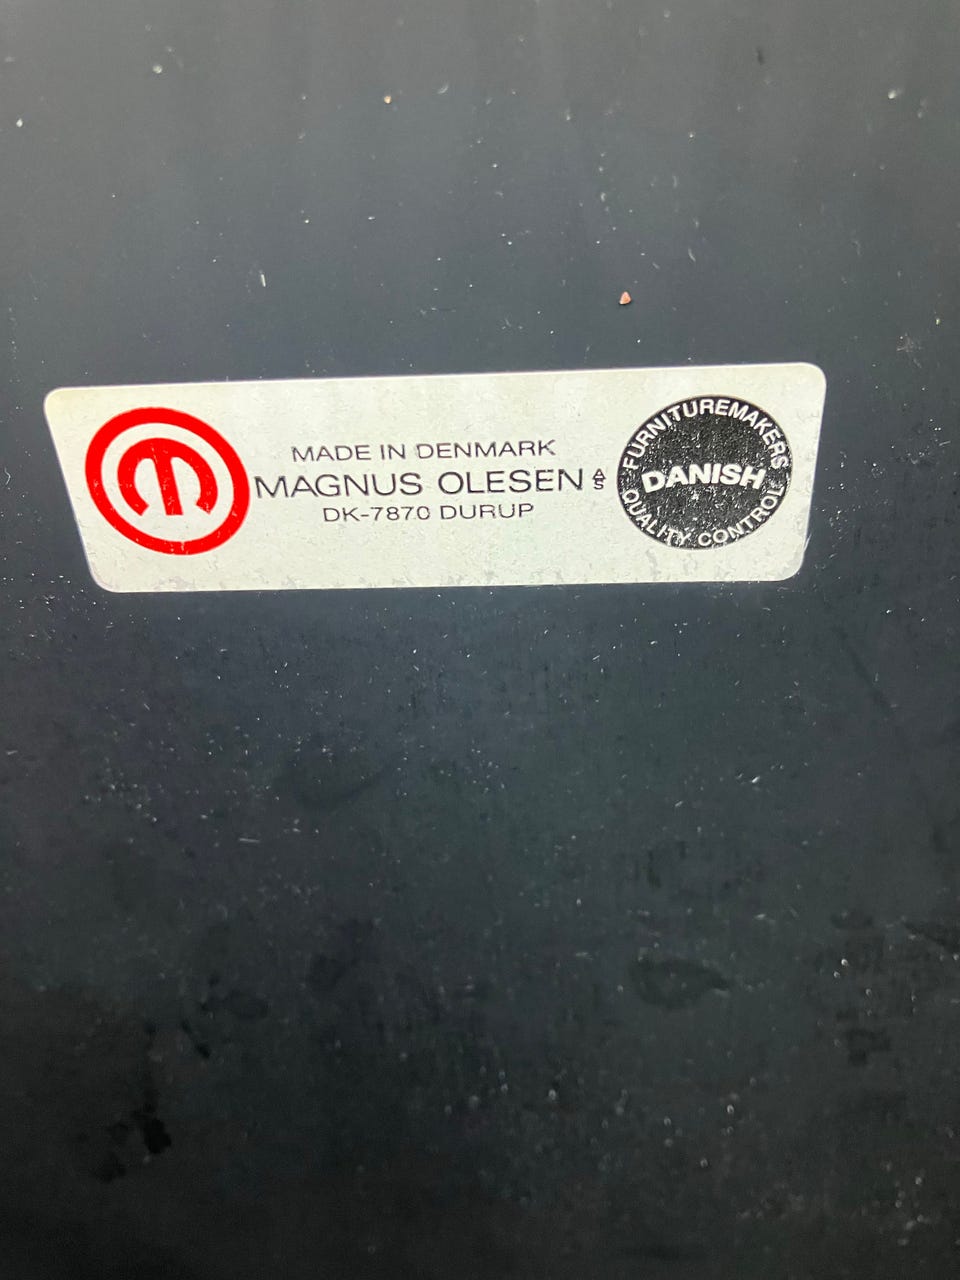 MADE IN DENMARK
MAGNUS OLESEN A/S
DK-7870 DURUP
FURNITUREMAKERS
DANISH
QUALITY CONTROL